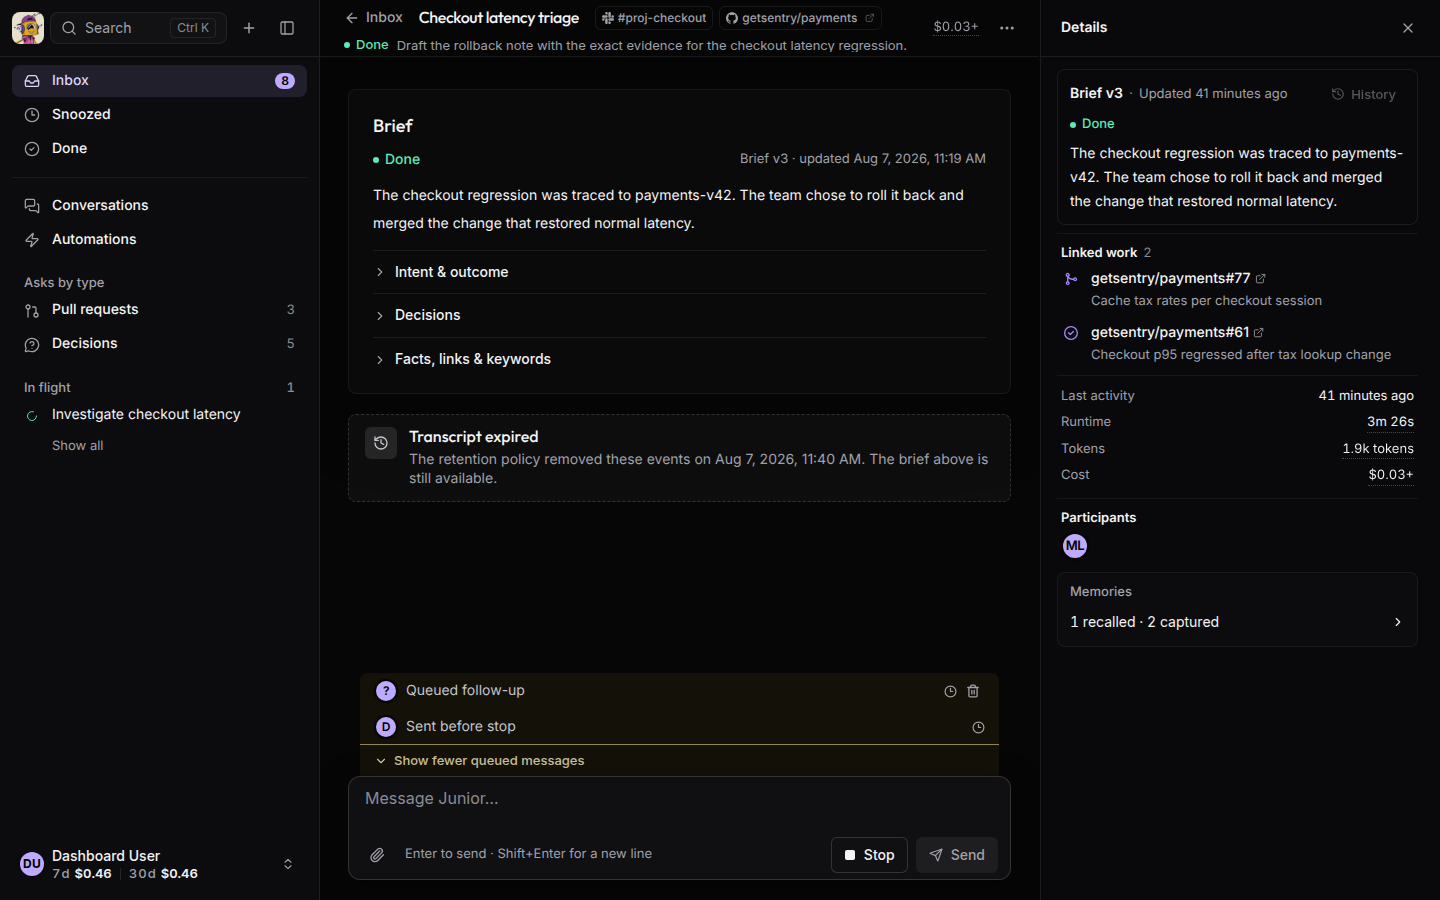 Search
Ctrl K
Inbox
8
Snoozed
Done
Conversations
Automations
Asks by type
Pull requests
3
Decisions
5
In flight
1
Investigate checkout latency
Show all
DU
Dashboard User
7d $0.46 | 30d $0.46
Inbox
Checkout latency triage
#proj-checkout
getsentry/payments
$0.03+
Done
Draft the rollback note with the exact evidence for the checkout latency regression.
Brief
Done
Brief v3 · updated Aug 7, 2026, 11:19 AM
The checkout regression was traced to payments-v42. The team chose to roll it back and
merged the change that restored normal latency.
Intent & outcome
Decisions
Facts, links & keywords
Transcript expired
The retention policy removed these events on Aug 7, 2026, 11:40 AM. The brief above is
still available.
?
Queued follow-up
D
Sent before stop
Show fewer queued messages
Message Junior...
Enter to send · Shift+Enter for a new line
Stop
Send
Details
Brief v3 · Updated 41 minutes ago
History
Done
The checkout regression was traced to payments-
v42. The team chose to roll it back and merged
the change that restored normal latency.
Linked work 2
getsentry/payments#77
Cache tax rates per checkout session
getsentry/payments#61
Checkout p95 regressed after tax lookup change
Last activity
41 minutes ago
Runtime
3m 26s
Tokens
1.9k tokens
Cost
$0.03+
Participants
ML
Memories
1 recalled · 2 captured